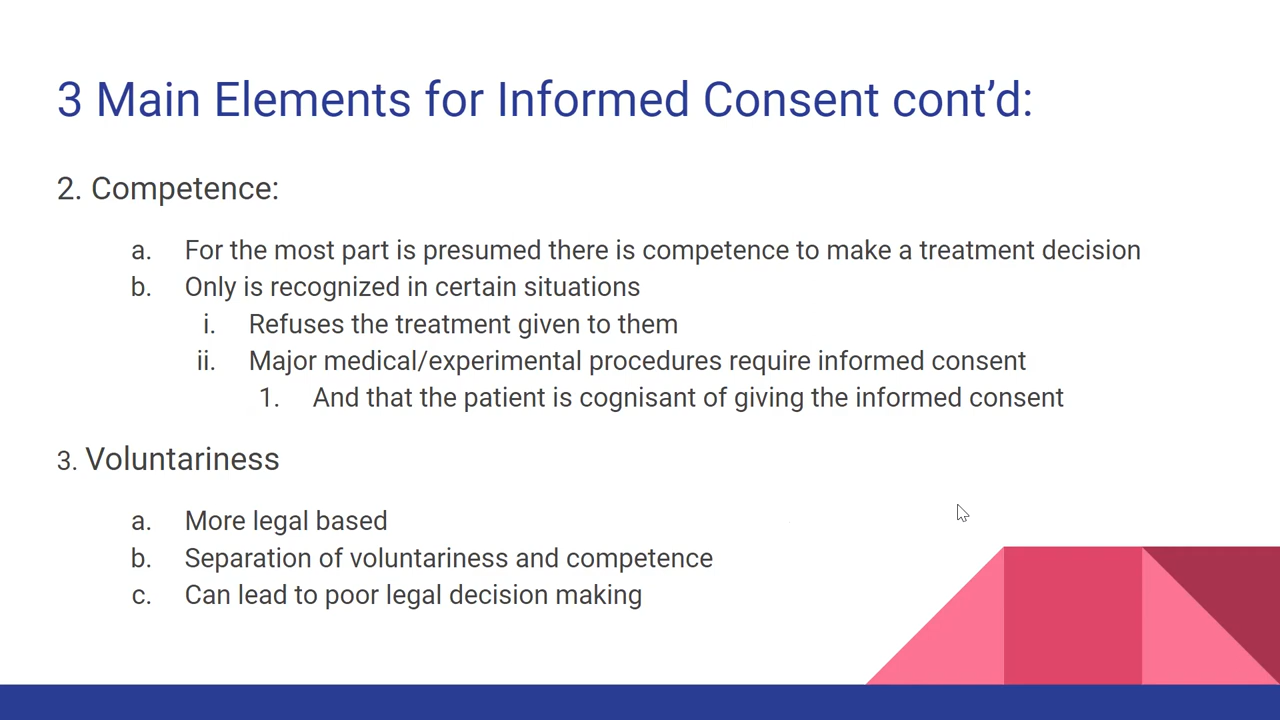 3 Main Elements for Informed Consent cont’d:
2. Competence:
a. For the most part is presumed there is competence to make a treatment decision
b. Only is recognized in certain situations
i. Refuses the treatment given to them
ii. Major medical/experimental procedures require informed consent
1. And that the patient is cognisant of giving the informed consent
3. Voluntariness
a. More legal based
b. Separation of voluntariness and competence
c. Can lead to poor legal decision making